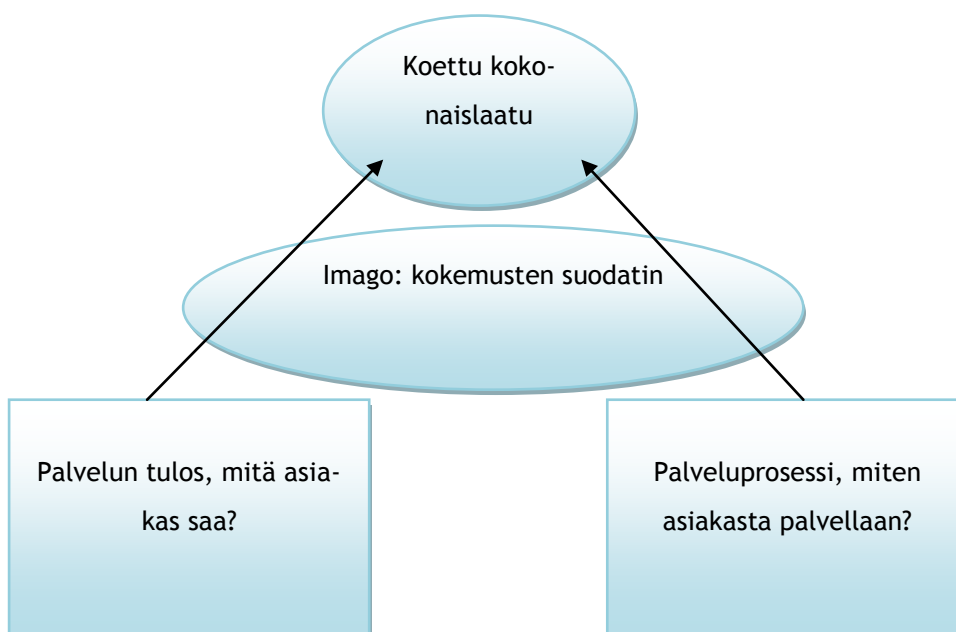 Koettu koko-
naislaatu
Imago: kokemusten suodatin
Palvelun tulos, mitä asia-
kas saa?
Palveluprosessi, miten
asiakasta palvellaan?